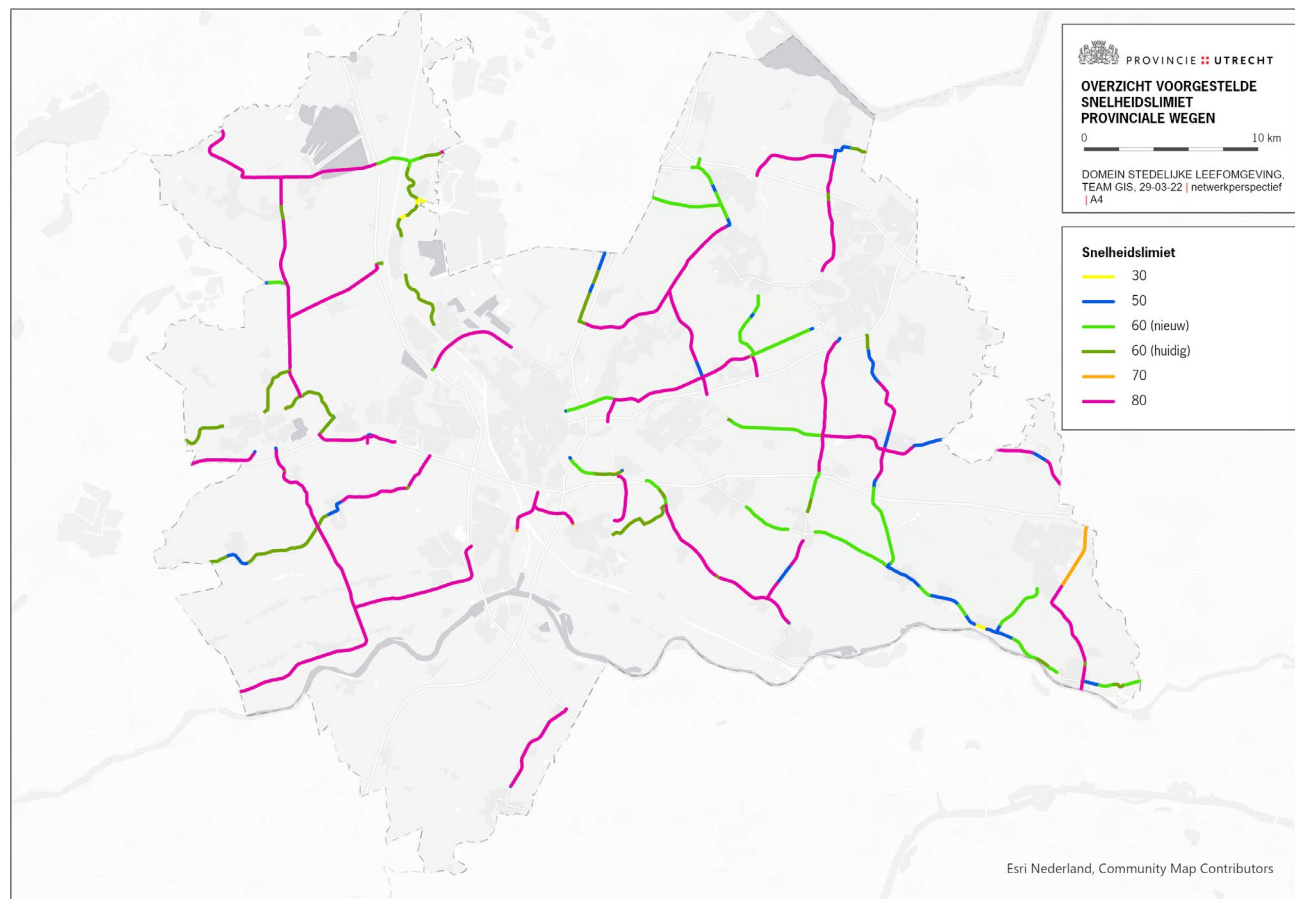 PROVINCIE UTRECHT
OVERZICHT VOORGESTELDE
SNELHEIDSLIMIET
PROVINCIALE WEGEN
0 10 km
DOMEIN STEDELIJKE LEEFOMGEVING,
TEAM GIS, 29-03-22 | netwerkperspectief
| A4
Snelheidslimiet
30
50
60 (nieuw)
60 (huidig)
70
80
Esri Nederland, Community Map Contributors